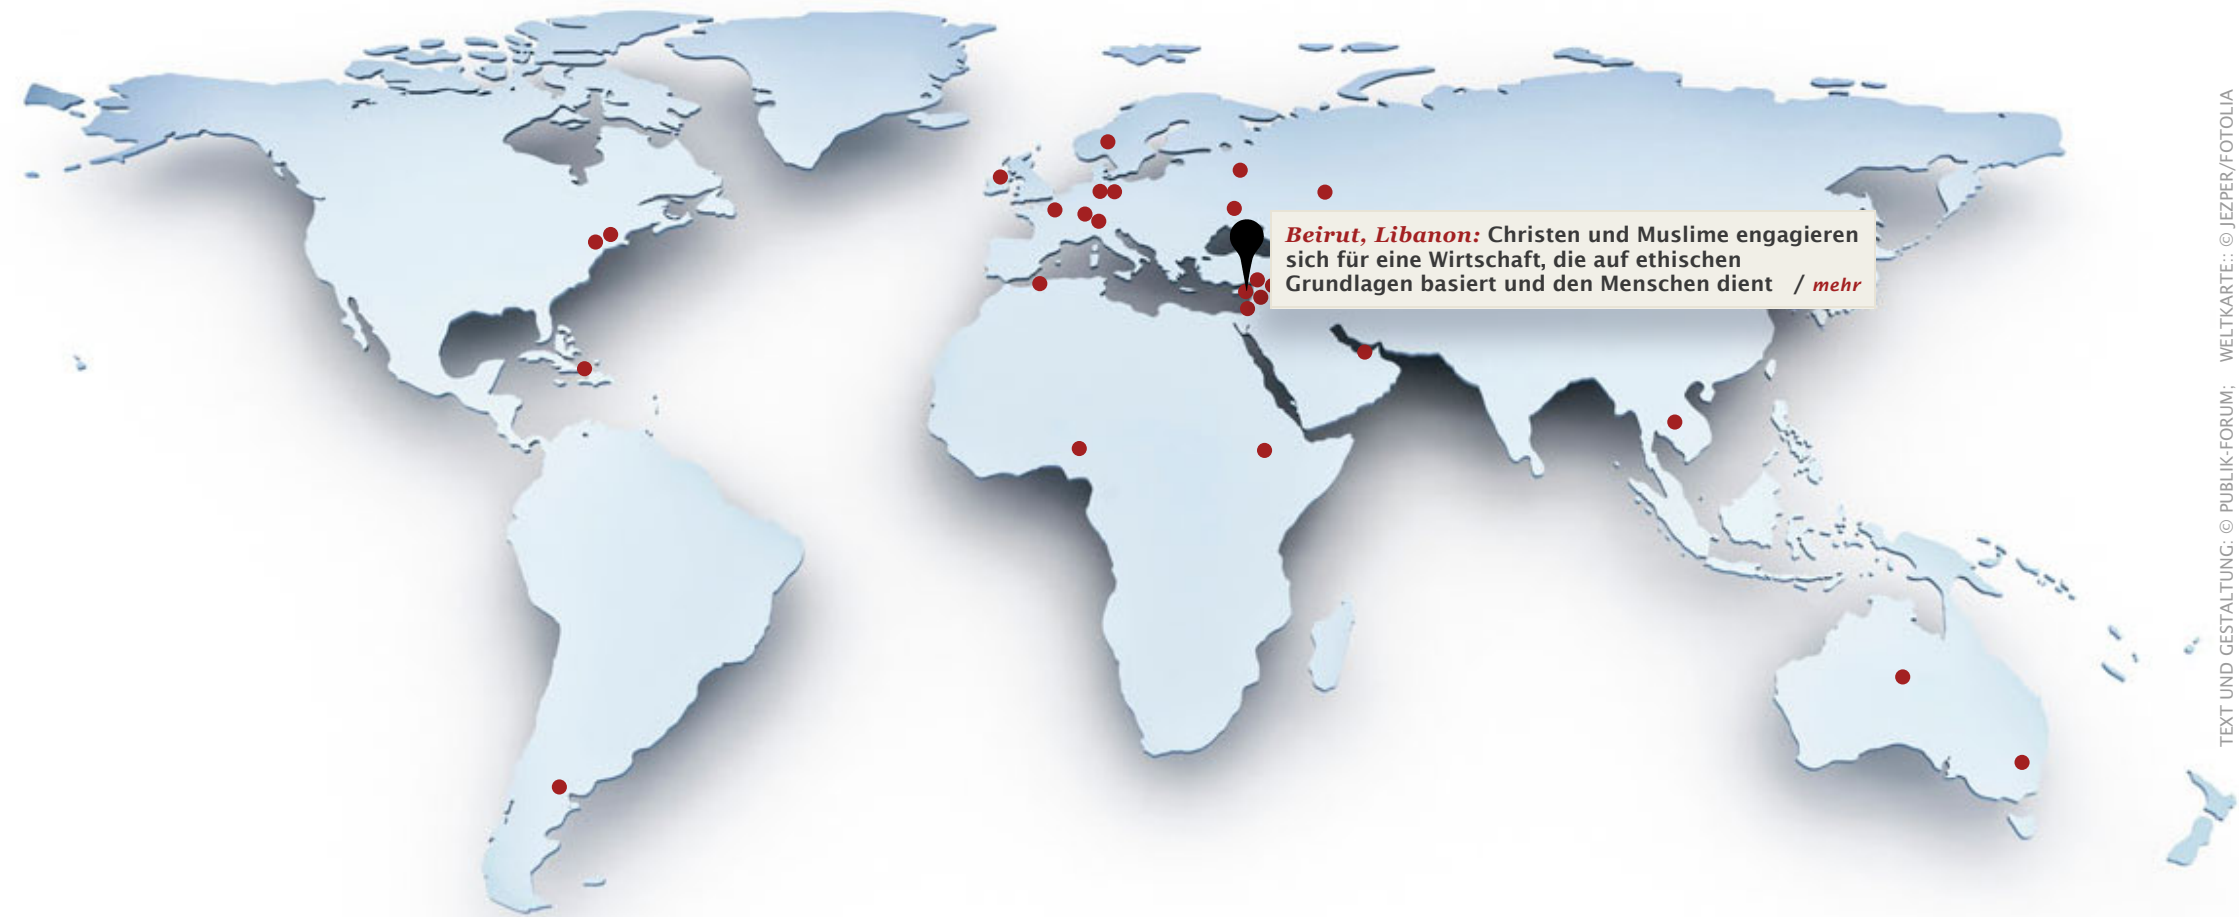 Beirut, Libanon: Christen und Muslime engagieren
sich für eine Wirtschaft, die auf ethischen
Grundlagen basiert und den Menschen dient / mehr
TEXT UND GESTALTUNG: © PUBLIK-FORUM; WELTKARTE:: © JEZPER/FOTOLIA